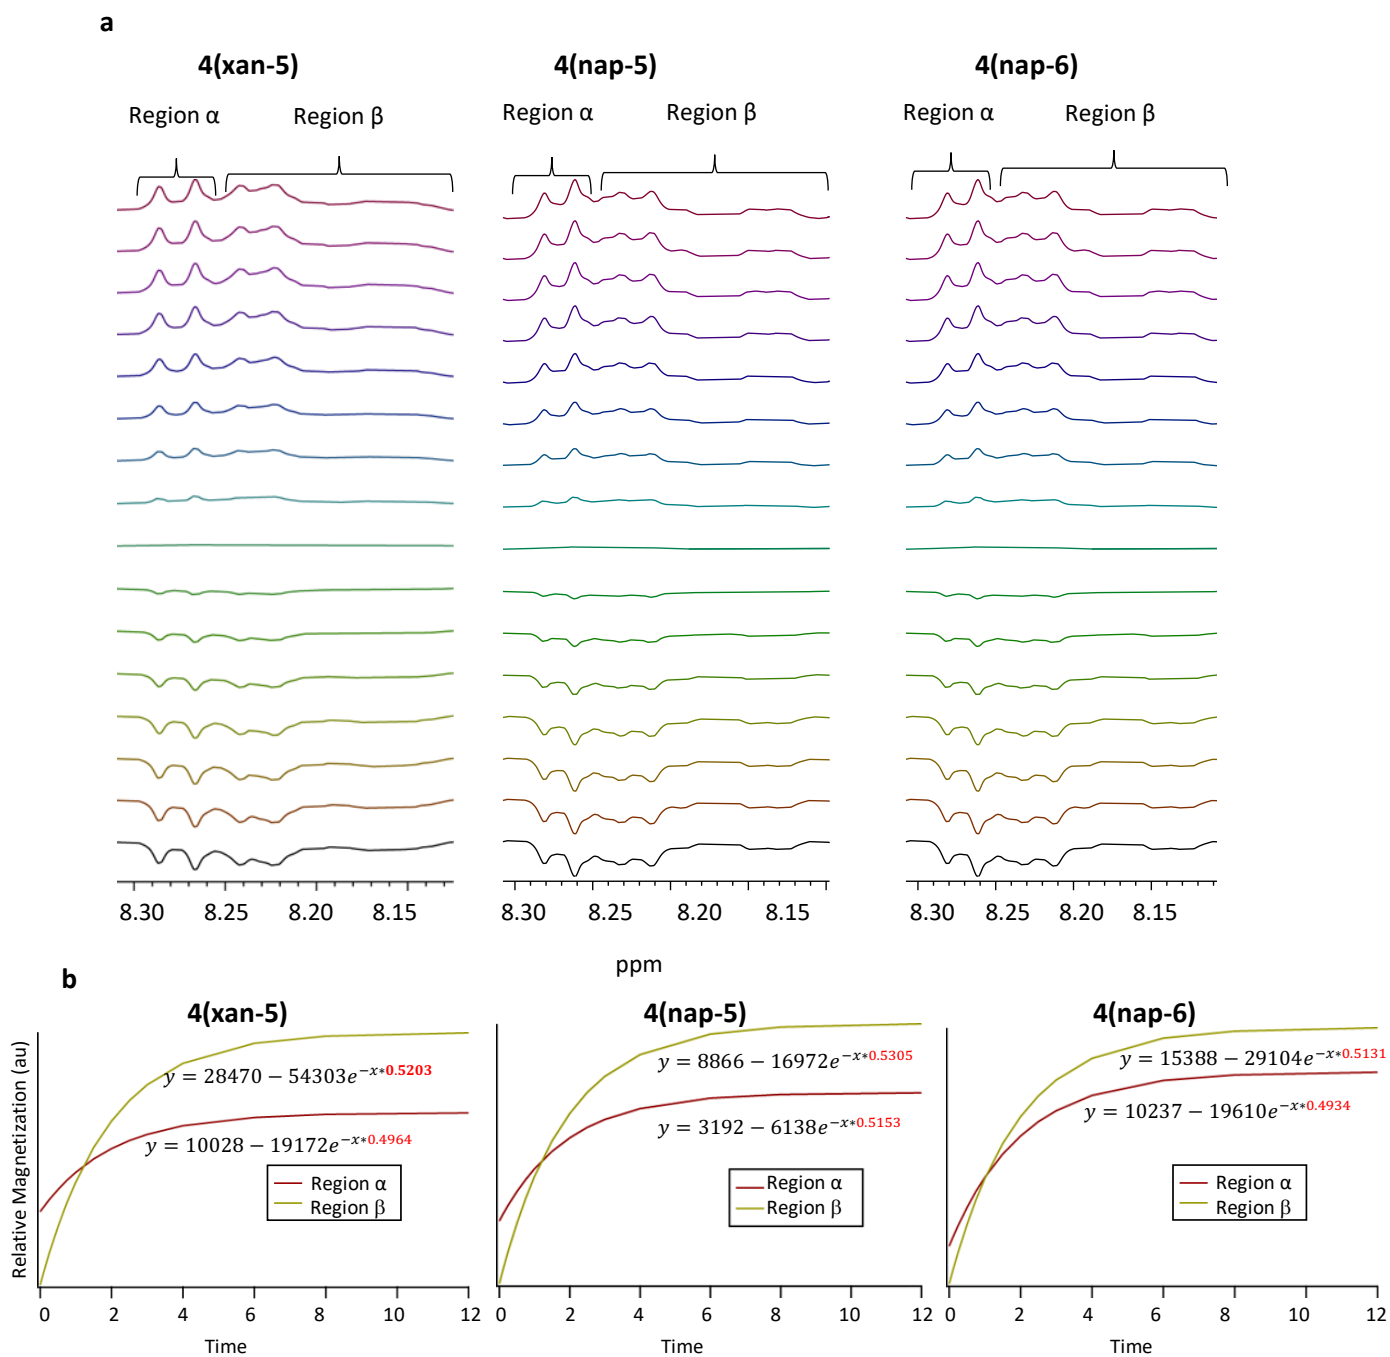 a
4(xan-5) 4(nap-5) 4(nap-6)
Region α Region β Region α Region β Region α Region β
8.30 8.25 8.20 8.15 8.30 8.25 8.20 8.15 8.30 8.25 8.20 8.15
ppm
b
4(xan-5) 4(nap-5) 4(nap-6)
Relative Magnetization (au)
y = 28470 − 54303e^{−x*0.5203}
y = 10028 − 19172e^{−x*0.4964}
Region α
Region β
0 2 4 6 8 10 12
Time
y = 8866 − 16972e^{−x*0.5305}
y = 3192 − 6138e^{−x*0.5153}
Region α
Region β
0 2 4 6 8 10 12
Time
y = 15388 − 29104e^{−x*0.5131}
y = 10237 − 19610e^{−x*0.4934}
Region α
Region β
0 2 4 6 8 10 12
Time